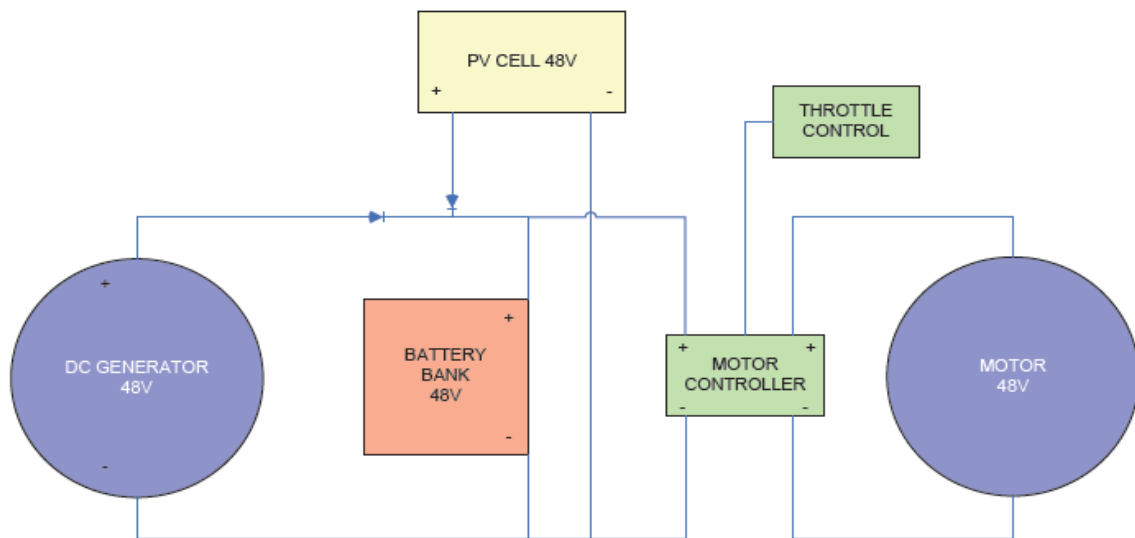 PV CELL 48V
+ -
THROTTLE
CONTROL
+
DC GENERATOR
48V
-
+
BATTERY
BANK
48V
-
+ +
MOTOR
CONTROLLER
- -
MOTOR
48V